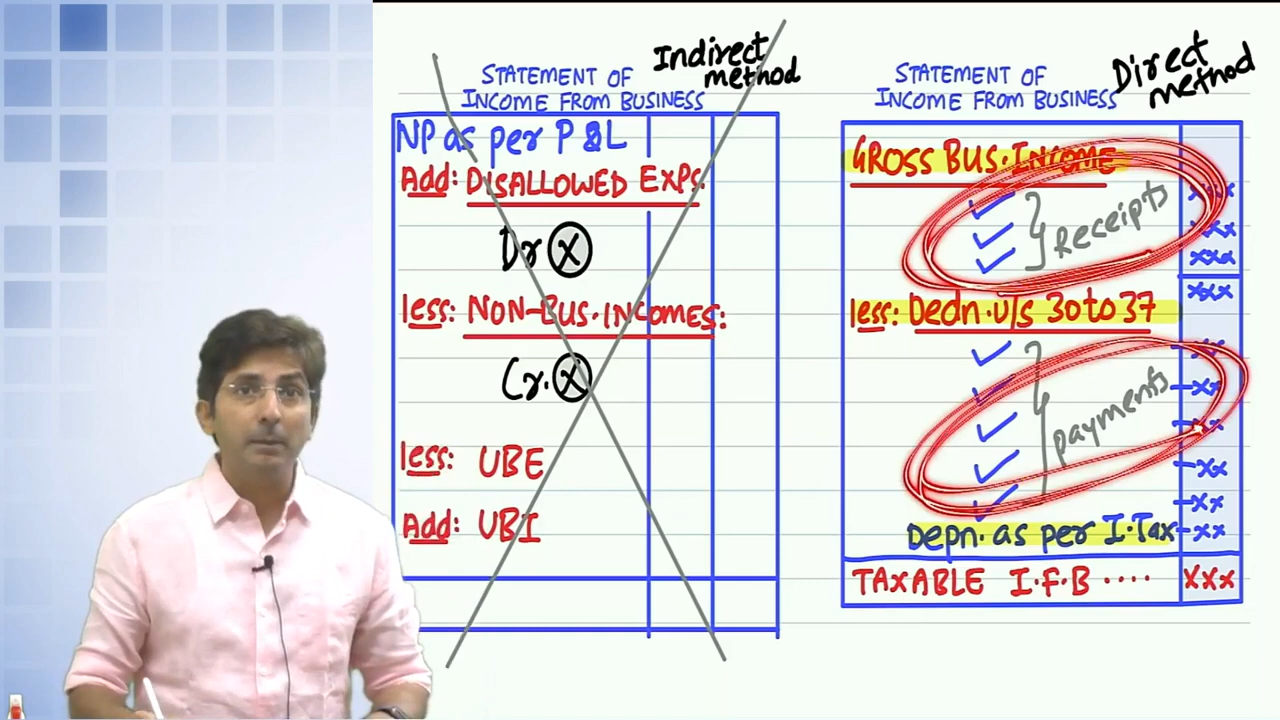 Indirect method
STATEMENT OF
INCOME FROM BUSINESS
NP as per P & L
Add: DISALLOWED EXPs.
Dr X
less: NON-BUS. INCOMES:
Cr. X
less: UBE
Add: UBI
Direct method
STATEMENT OF
INCOME FROM BUSINESS
GROSS BUS. INCOME
Receipts
xxx
xxx
xxx
xxx
less: Dedn. u/s 30 to 37
payments
xx
xx
xx
xx
xx
Depn. as per I. Tax - xx
TAXABLE I.F.B .... xxx